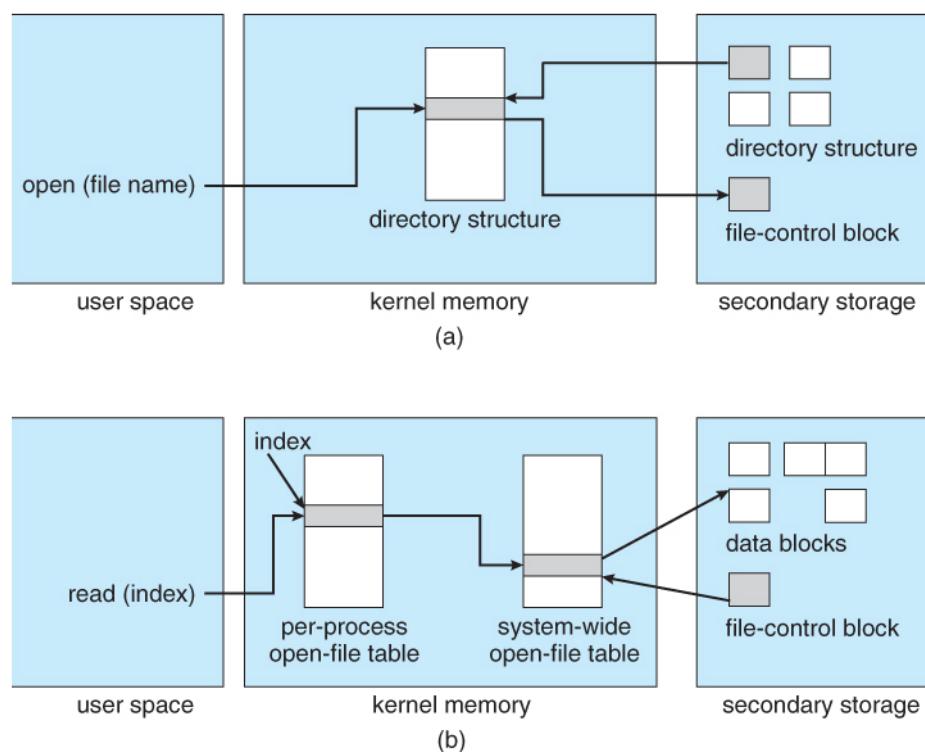 open (file name)
directory structure
directory structure
file-control block
user space
kernel memory
secondary storage
(a)
index
read (index)
per-process
open-file table
system-wide
open-file table
data blocks
file-control block
user space
kernel memory
secondary storage
(b)